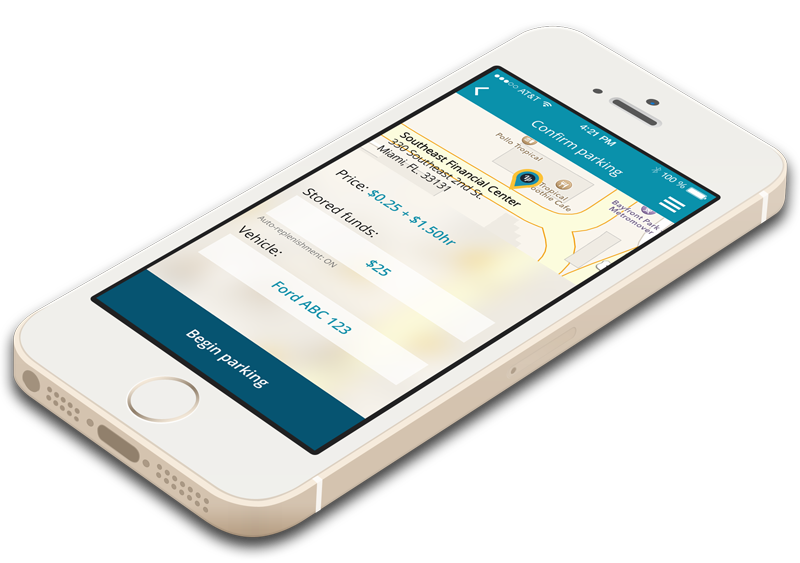 AT&T
4:21 PM
100 %
Confirm parking
Pollo Tropical
Tropical
Bayfront Park
Metromover
Southeast Financial Center
330 Southeast 2nd St.
Miami, FL. 33131
Price: $0.25 + $1.50hr
Stored funds:
$25
Auto-replenishment: ON
Vehicle:
Ford ABC 123
Begin parking